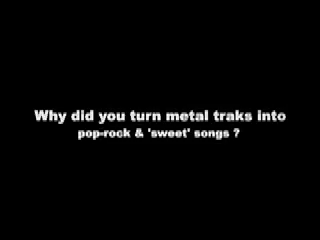 Why did you turn metal traks into
pop-rock & 'sweet' songs ?